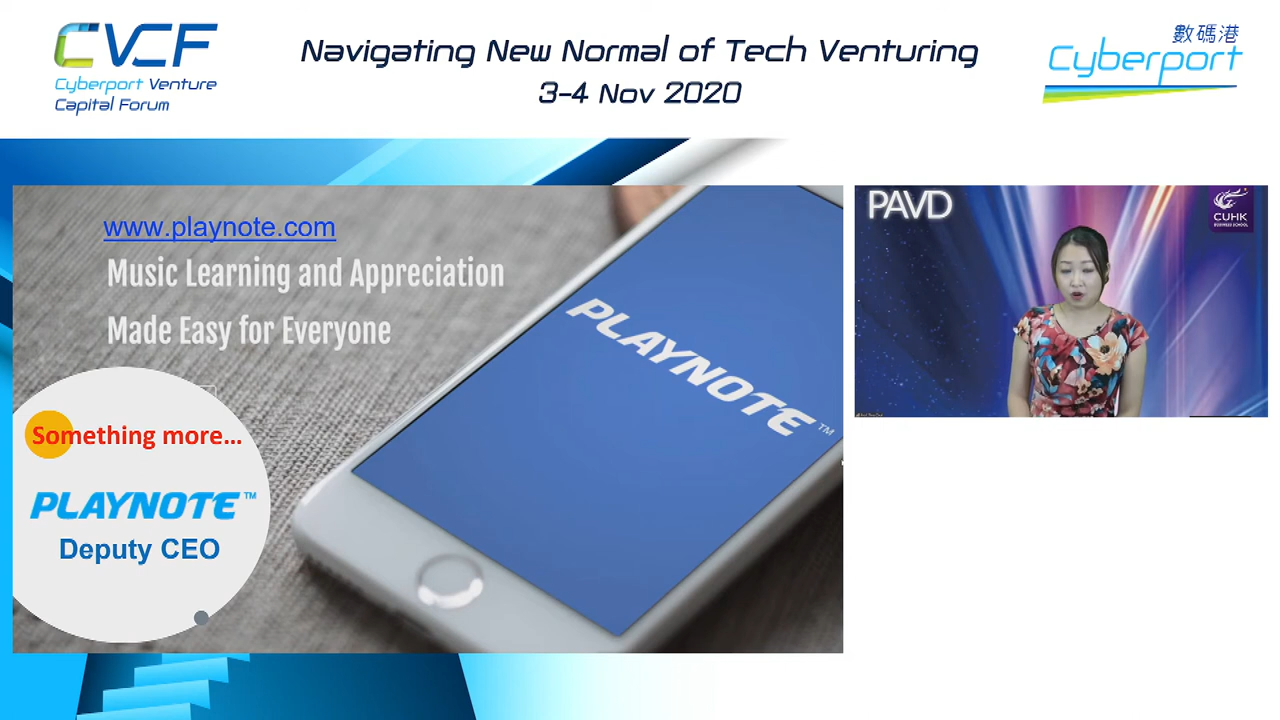 CVCF
Cyberport Venture
Capital Forum
Navigating New Normal of Tech Venturing
3-4 Nov 2020
數碼港
Cyberport
www.playnote.com
Music Learning and Appreciation
Made Easy for Everyone
PLAYNOTE™
Something more...
PLAYNOTE™
Deputy CEO
PAVD
CUHK
BUSINESS SCHOOL